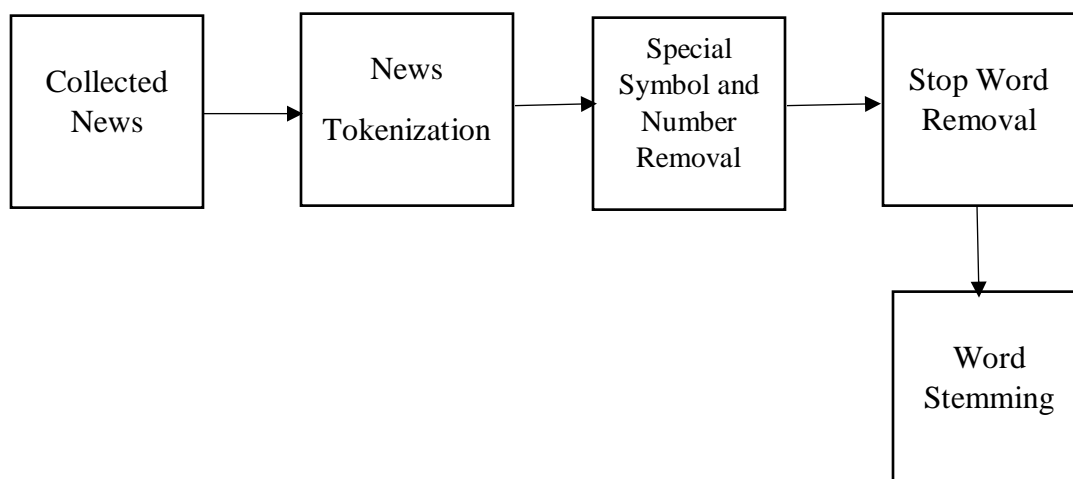 Collected
News
News
Tokenization
Special
Symbol and
Number
Removal
Stop Word
Removal
Word
Stemming